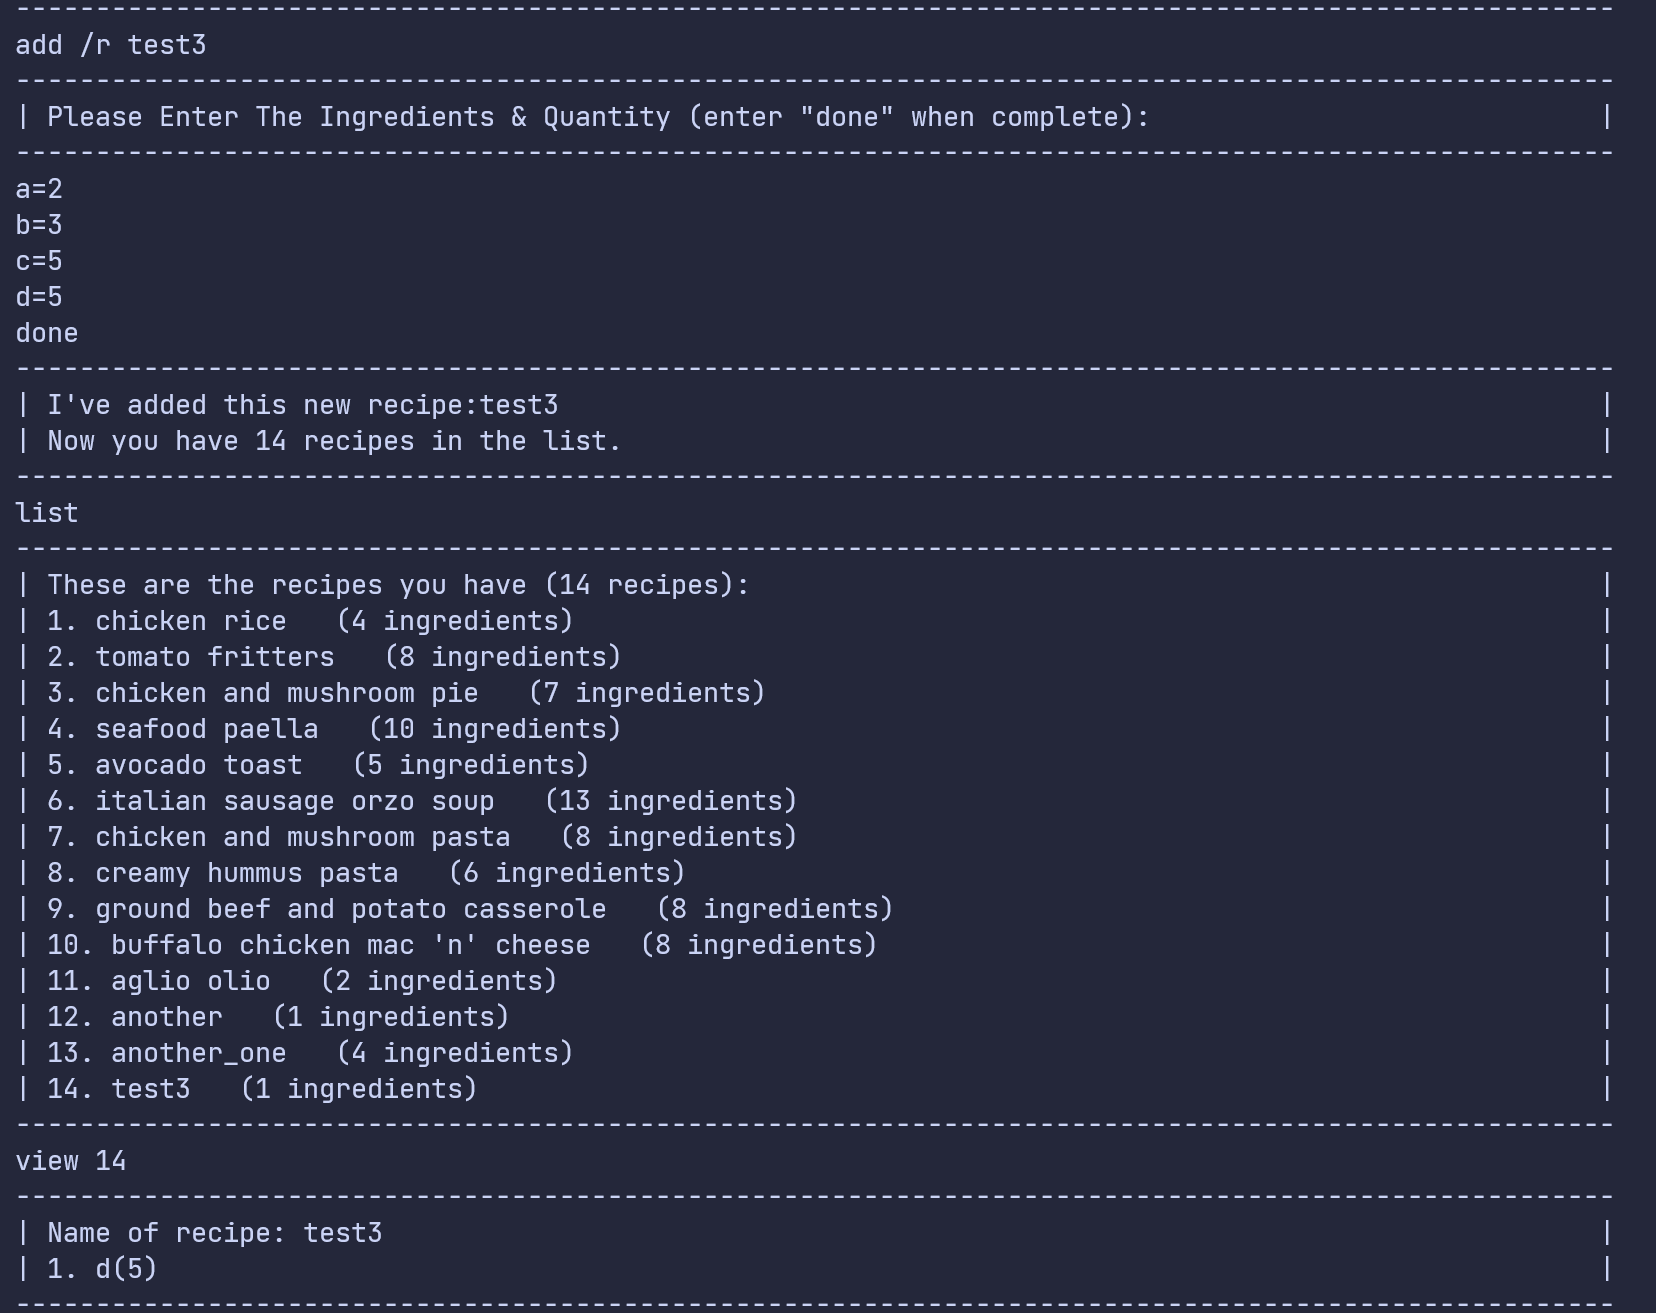 ----------------------------------------------------------------------------------------------------
add /r test3
----------------------------------------------------------------------------------------------------
| Please Enter The Ingredients & Quantity (enter "done" when complete):                            |
----------------------------------------------------------------------------------------------------
a=2
b=3
c=5
d=5
done
----------------------------------------------------------------------------------------------------
| I've added this new recipe:test3                                                                 |
| Now you have 14 recipes in the list.                                                             |
----------------------------------------------------------------------------------------------------
list
----------------------------------------------------------------------------------------------------
| These are the recipes you have (14 recipes):                                                     |
| 1. chicken rice   (4 ingredients)                                                                |
| 2. tomato fritters   (8 ingredients)                                                             |
| 3. chicken and mushroom pie   (7 ingredients)                                                    |
| 4. seafood paella   (10 ingredients)                                                             |
| 5. avocado toast   (5 ingredients)                                                               |
| 6. italian sausage orzo soup   (13 ingredients)                                                  |
| 7. chicken and mushroom pasta   (8 ingredients)                                                  |
| 8. creamy hummus pasta   (6 ingredients)                                                         |
| 9. ground beef and potato casserole   (8 ingredients)                                            |
| 10. buffalo chicken mac 'n' cheese   (8 ingredients)                                             |
| 11. aglio olio   (2 ingredients)                                                                 |
| 12. another   (1 ingredients)                                                                    |
| 13. another_one   (4 ingredients)                                                                |
| 14. test3   (1 ingredients)                                                                      |
----------------------------------------------------------------------------------------------------
view 14
----------------------------------------------------------------------------------------------------
| Name of recipe: test3                                                                            |
| 1. d(5)                                                                                          |
----------------------------------------------------------------------------------------------------